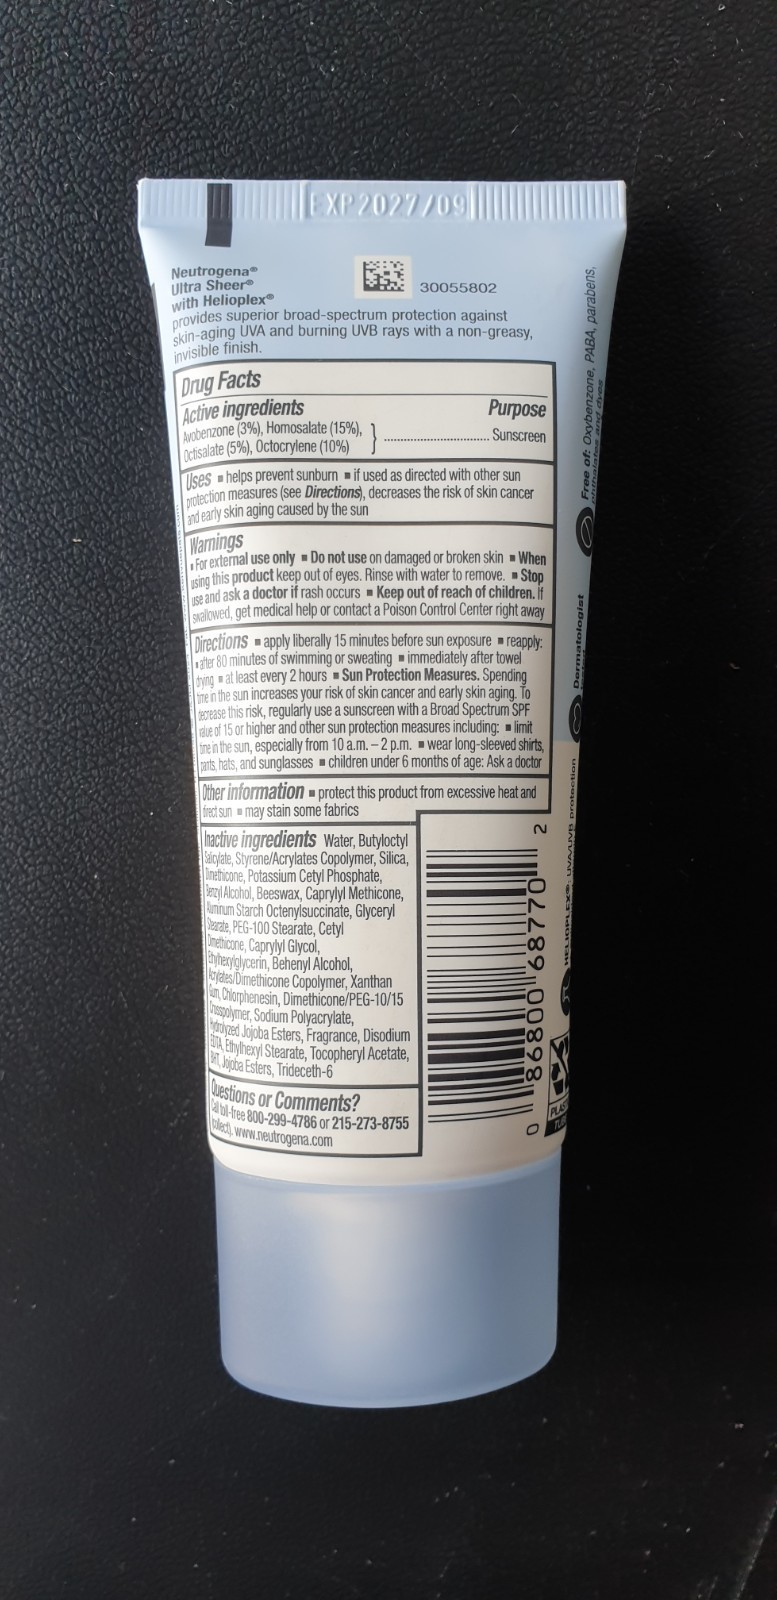 EXP2027/09
Neutrogena®
Ultra Sheer®
with Helioplex®
30055802
provides superior broad-spectrum protection against
skin-aging UVA and burning UVB rays with a non-greasy,
invisible finish.
Drug Facts
Active ingredients Purpose
Avobenzone (3%), Homosalate (15%),
Octisalate (5%), Octocrylene (10%) } .............................. Sunscreen
Uses ▪ helps prevent sunburn ▪ if used as directed with other sun
protection measures (see Directions), decreases the risk of skin cancer
and early skin aging caused by the sun
Warnings
▪ For external use only ▪ Do not use on damaged or broken skin ▪ When
using this product keep out of eyes. Rinse with water to remove. ▪ Stop
use and ask a doctor if rash occurs ▪ Keep out of reach of children. If
swallowed, get medical help or contact a Poison Control Center right away
Directions ▪ apply liberally 15 minutes before sun exposure ▪ reapply:
▪ after 80 minutes of swimming or sweating ▪ immediately after towel
drying ▪ at least every 2 hours ▪ Sun Protection Measures. Spending
time in the sun increases your risk of skin cancer and early skin aging. To
decrease this risk, regularly use a sunscreen with a Broad Spectrum SPF
value of 15 or higher and other sun protection measures including: ▪ limit
time in the sun, especially from 10 a.m. – 2 p.m. ▪ wear long-sleeved shirts,
pants, hats, and sunglasses ▪ children under 6 months of age: Ask a doctor
Other information ▪ protect this product from excessive heat and
direct sun ▪ may stain some fabrics
Inactive ingredients Water, Butyloctyl
Salicylate, Styrene/Acrylates Copolymer, Silica,
Dimethicone, Potassium Cetyl Phosphate,
Benzyl Alcohol, Beeswax, Caprylyl Methicone,
Aluminum Starch Octenylsuccinate, Glyceryl
Stearate, PEG-100 Stearate, Cetyl
Dimethicone, Caprylyl Glycol,
Ethylhexylglycerin, Behenyl Alcohol,
Acrylates/Dimethicone Copolymer, Xanthan
Gum, Chlorphenesin, Dimethicone/PEG-10/15
Crosspolymer, Sodium Polyacrylate,
Hydrolyzed Jojoba Esters, Fragrance, Disodium
EDTA, Ethylhexyl Stearate, Tocopheryl Acetate,
BHT, Jojoba Esters, Trideceth-6
Questions or Comments?
Call toll-free 800-299-4786 or 215-273-8755
(collect). www.neutrogena.com
0 86800 68770 2
Free of: Oxybenzone, PABA, parabens,
phthalates and dyes
Dermatologist
HELIOPLEX®: UVA/UVB protection